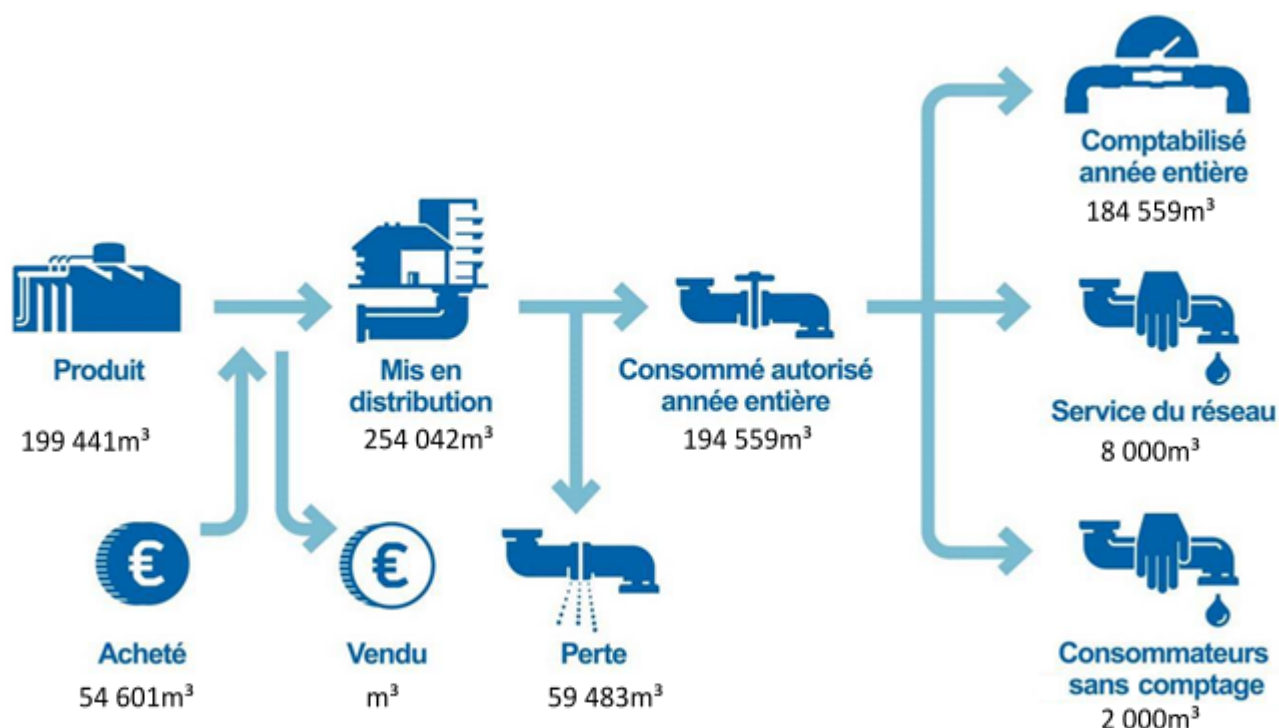 Comptabilisé
année entière
184 559m³
Produit
199 441m³
Mis en
distribution
254 042m³
Consommé autorisé
année entière
194 559m³
Service du réseau
8 000m³
€
Acheté
54 601m³
€
Vendu
m³
Perte
59 483m³
Consommateurs
sans comptage
2 000m³